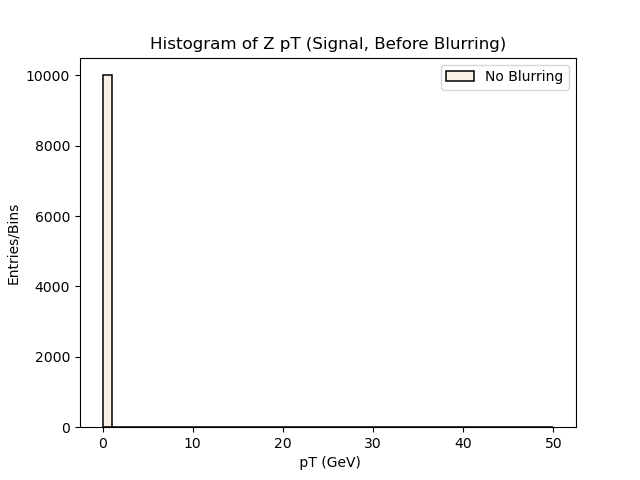 Histogram of Z pT (Signal, Before Blurring)
No Blurring
10000
8000
6000
4000
2000
0
Entries/Bins
0 10 20 30 40 50
pT (GeV)